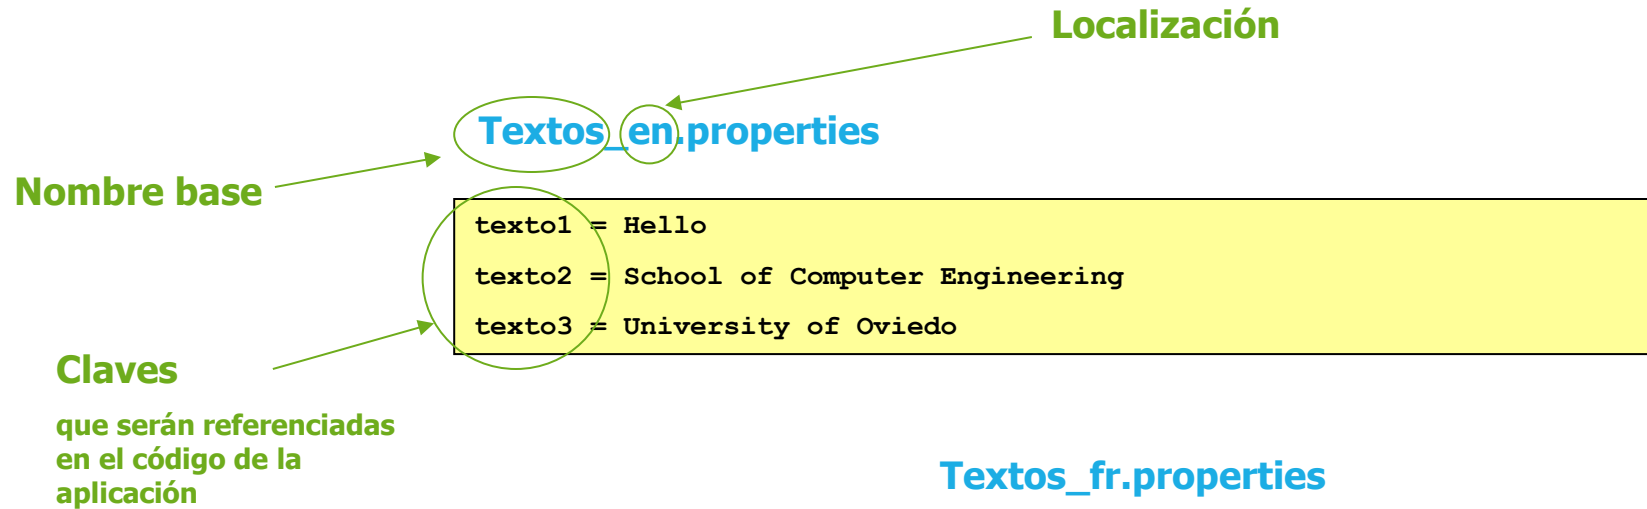 Localización
Textos_en.properties
Nombre base
texto1 = Hello
texto2 = School of Computer Engineering
texto3 = University of Oviedo
Claves
que serán referenciadas
en el código de la
aplicación
Textos_fr.properties